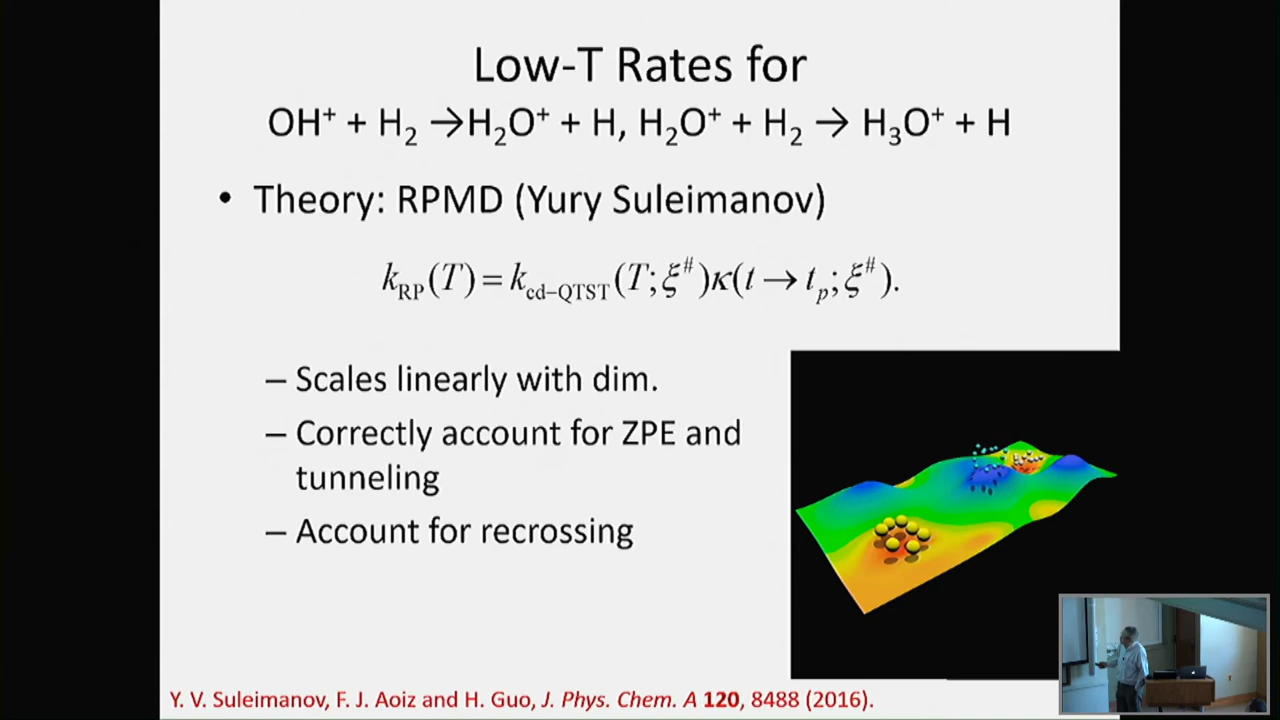 Low-T Rates for
OH⁺ + H₂ →H₂O⁺ + H, H₂O⁺ + H₂ → H₃O⁺ + H
• Theory: RPMD (Yury Suleimanov)
k_RP(T) = k_cd−QTST(T; ξ^#)κ(t → t_p; ξ^#).
– Scales linearly with dim.
– Correctly account for ZPE and
tunneling
– Account for recrossing
Y. V. Suleimanov, F. J. Aoiz and H. Guo, J. Phys. Chem. A 120, 8488 (2016).